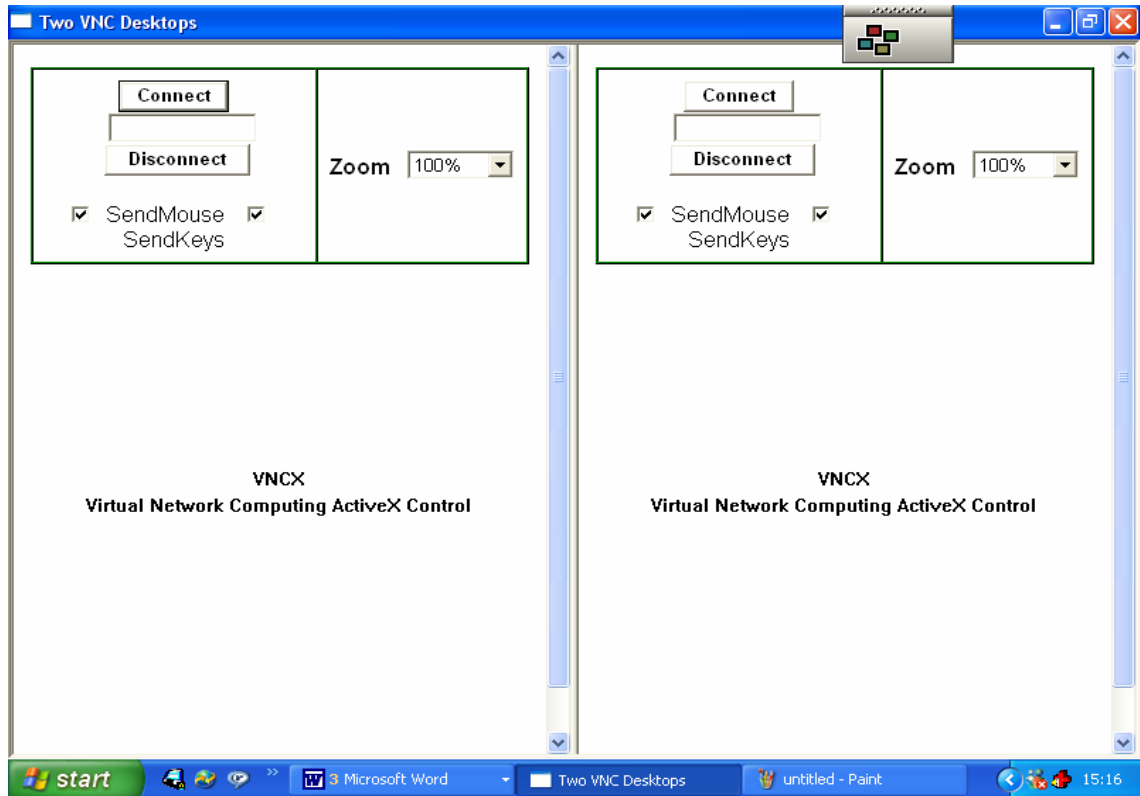 Two VNC Desktops
Connect
Disconnect
Zoom 100%
SendMouse
SendKeys
VNCX
Virtual Network Computing ActiveX Control
Connect
Disconnect
Zoom 100%
SendMouse
SendKeys
VNCX
Virtual Network Computing ActiveX Control
start
3 Microsoft Word
Two VNC Desktops
untitled - Paint
15:16